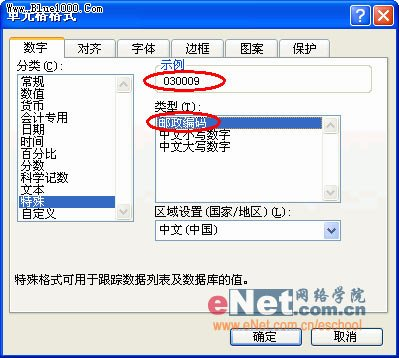 www.Blue1000.Com
单元格格式
数字 对齐 字体 边框 图案 保护
分类(C):
常规
数值
货币
会计专用
日期
时间
百分比
分数
科学记数
文本
特殊
自定义
示例
030009
类型(T):
邮政编码
中文小写数字
中文大写数字
区域设置(国家/地区)(L):
中文(中国)
特殊格式可用于跟踪数据列表及数据库的值。
eNet网络学院
www.eNet.com.cn/eschool
确定 取消